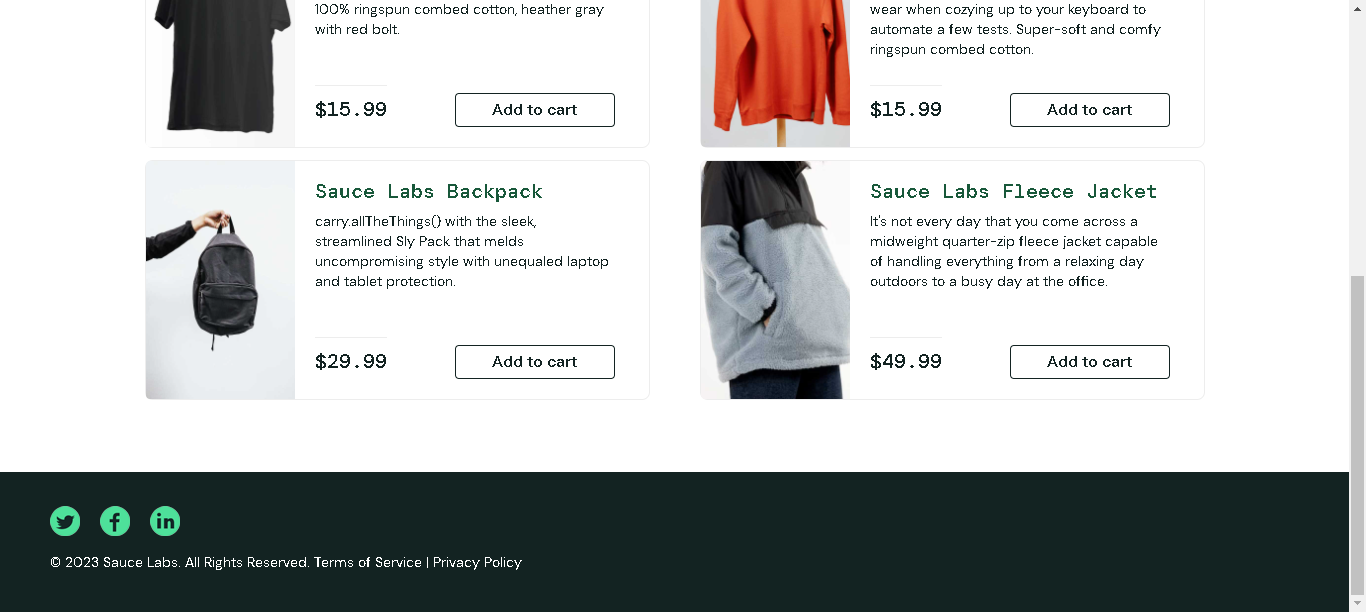 100% ringspun combed cotton, heather gray
with red bolt.
$15.99
Add to cart
wear when cozying up to your keyboard to
automate a few tests. Super-soft and comfy
ringspun combed cotton.
$15.99
Add to cart
Sauce Labs Backpack
carry.allTheThings() with the sleek,
streamlined Sly Pack that melds
uncompromising style with unequaled laptop
and tablet protection.
$29.99
Add to cart
Sauce Labs Fleece Jacket
It's not every day that you come across a
midweight quarter-zip fleece jacket capable
of handling everything from a relaxing day
outdoors to a busy day at the office.
$49.99
Add to cart
© 2023 Sauce Labs. All Rights Reserved. Terms of Service | Privacy Policy